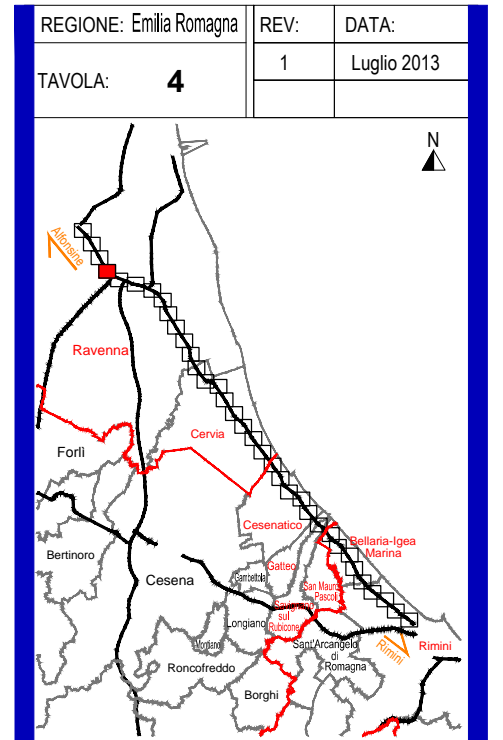 REGIONE: Emilia Romagna
REV:
DATA:
1
Luglio 2013
TAVOLA:
4
N
Alfonsine
Ravenna
Cervia
Forlì
Cesenatico
Bellaria-Igea
Marina
Bertinoro
Gatteo
Cesena
Gambettola
San Mauro
Pascoli
Savignano
sul
Rubicone
Longiano
Montiano
Sant'Arcangelo
di
Romagna
Rimini
Rimini
Roncofreddo
Borghi